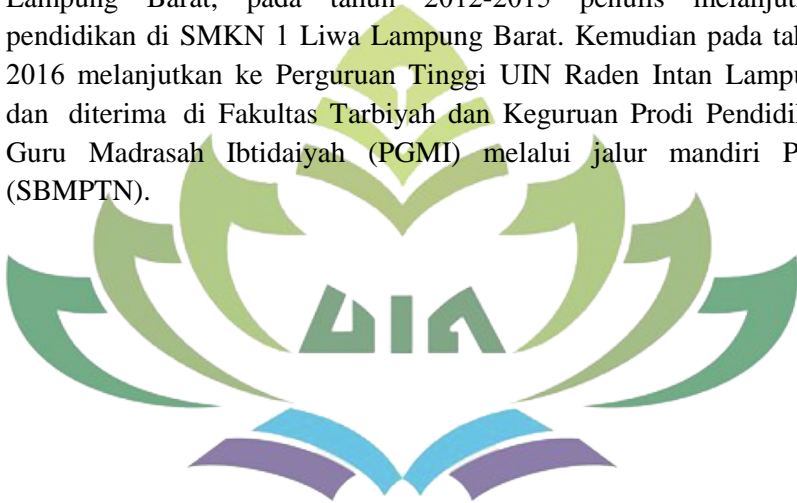 Lampung Barat, pada tahun 2012-2015 penulis melanjut
pendidikan di SMKN 1 Liwa Lampung Barat. Kemudian pada tah
2016 melanjutkan ke Perguruan Tinggi UIN Raden Intan Lampu
dan diterima di Fakultas Tarbiyah dan Keguruan Prodi Pendidi
Guru Madrasah Ibtidaiyah (PGMI) melalui jalur mandiri P
(SBMPTN).
UIN